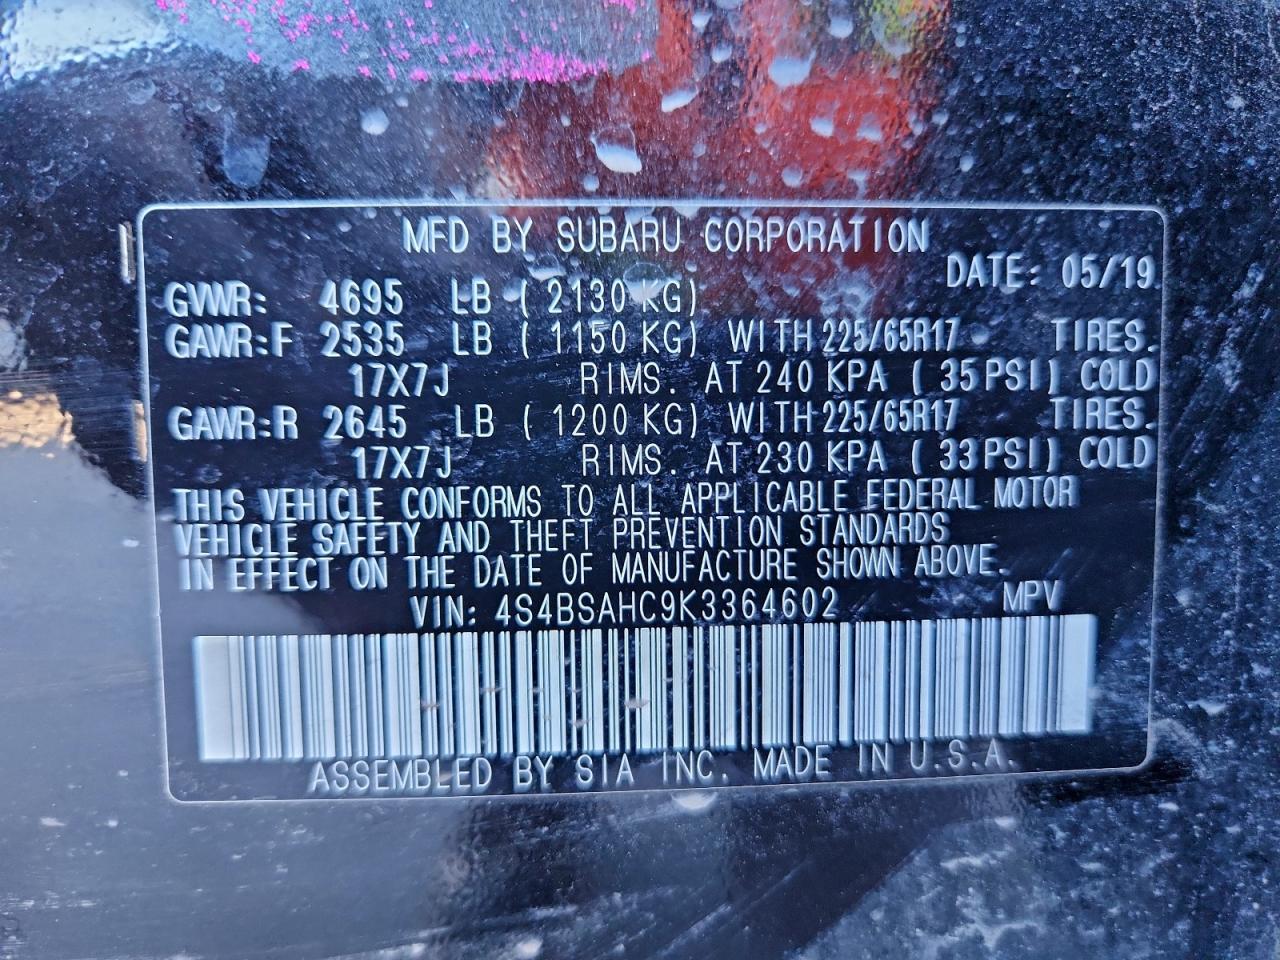 MFD BY SUBARU CORPORATION
DATE: 05/19
GVWR: 4695 LB ( 2130 KG)
GAWR:F 2535 LB ( 1150 KG) WITH 225/65R17 TIRES.
17X7J RIMS. AT 240 KPA ( 35 PSI) COLD
GAWR:R 2645 LB ( 1200 KG) WITH 225/65R17 TIRES.
17X7J RIMS. AT 230 KPA ( 33 PSI) COLD
THIS VEHICLE CONFORMS TO ALL APPLICABLE FEDERAL MOTOR
VEHICLE SAFETY AND THEFT PREVENTION STANDARDS
IN EFFECT ON THE DATE OF MANUFACTURE SHOWN ABOVE.
VIN: 4S4BSAHC9K3364602 MPV
ASSEMBLED BY SIA INC. MADE IN U.S.A.